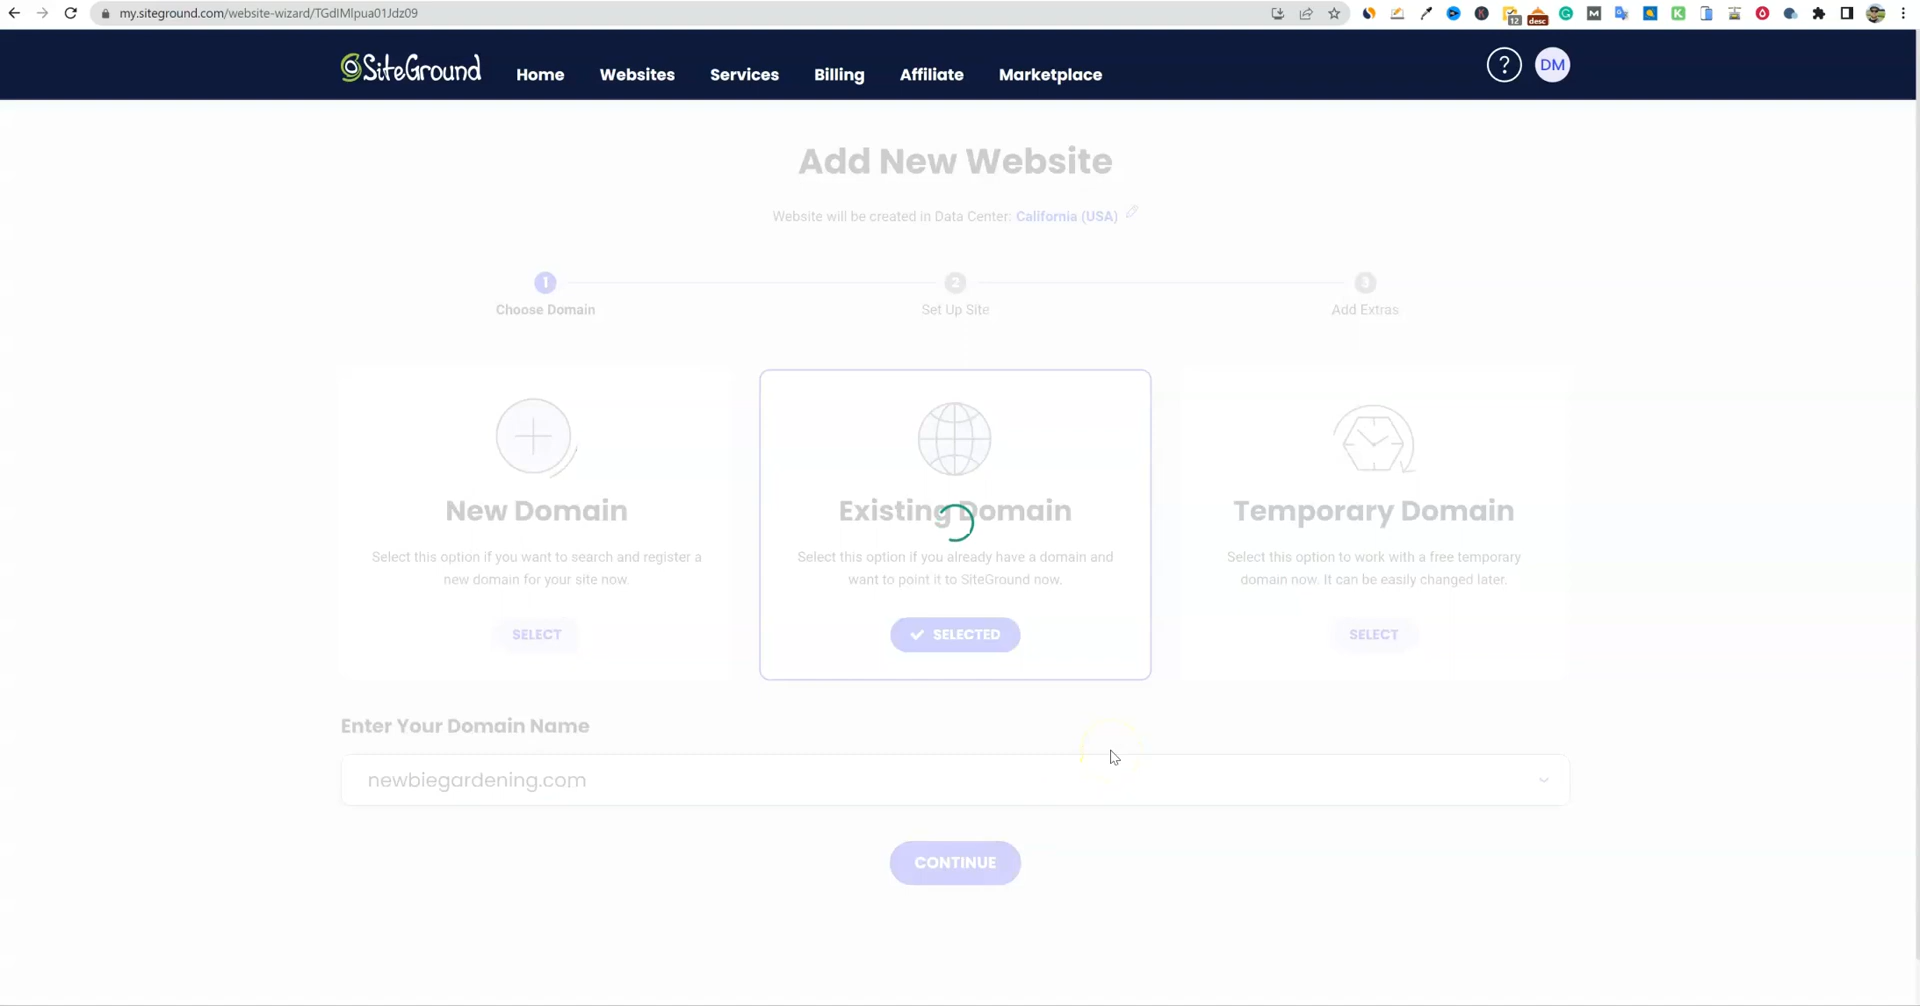 my.siteground.com/website-wizard/TGdIMlpua01Jdz09
12
desc
SiteGround
Home
Websites
Services
Billing
Affiliate
Marketplace
?
DM
Add New Website
Website will be created in Data Center: California (USA)
1
2
3
Choose Domain
Set Up Site
Add Extras
New Domain
Select this option if you want to search and register a
new domain for your site now.
SELECT
Existing Domain
Select this option if you already have a domain and
want to point it to SiteGround now.
SELECTED
Temporary Domain
Select this option to work with a free temporary
domain now. It can be easily changed later.
SELECT
Enter Your Domain Name
newbiegardening.com
CONTINUE